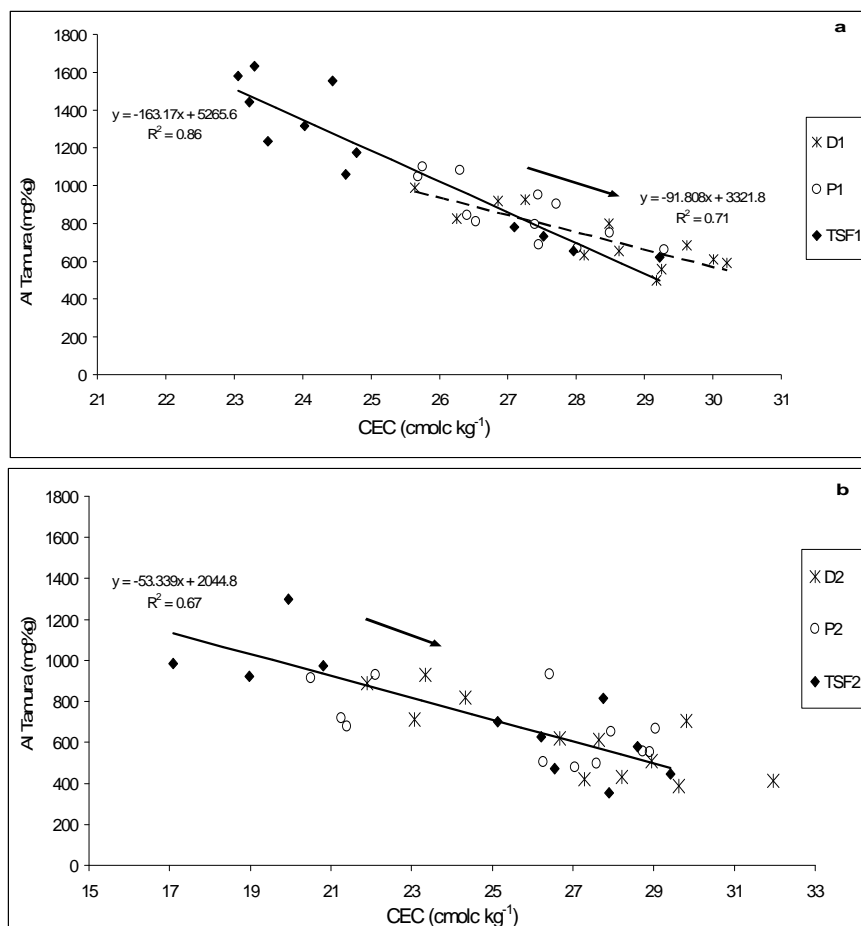 a
1800
1600
1400
1200
1000
800
600
400
200
0
Al Tamura (mg%g)
y = -163.17x + 5265.6
R² = 0.86
y = -91.808x + 3321.8
R² = 0.71
D1
P1
TSF1
21 22 23 24 25 26 27 28 29 30 31
CEC (cmolc kg⁻¹)
b
1800
1600
1400
1200
1000
800
600
400
200
0
Al Tamura (mg%g)
y = -53.339x + 2044.8
R² = 0.67
D2
P2
TSF2
15 17 19 21 23 25 27 29 31 33
CEC (cmolc kg⁻¹)